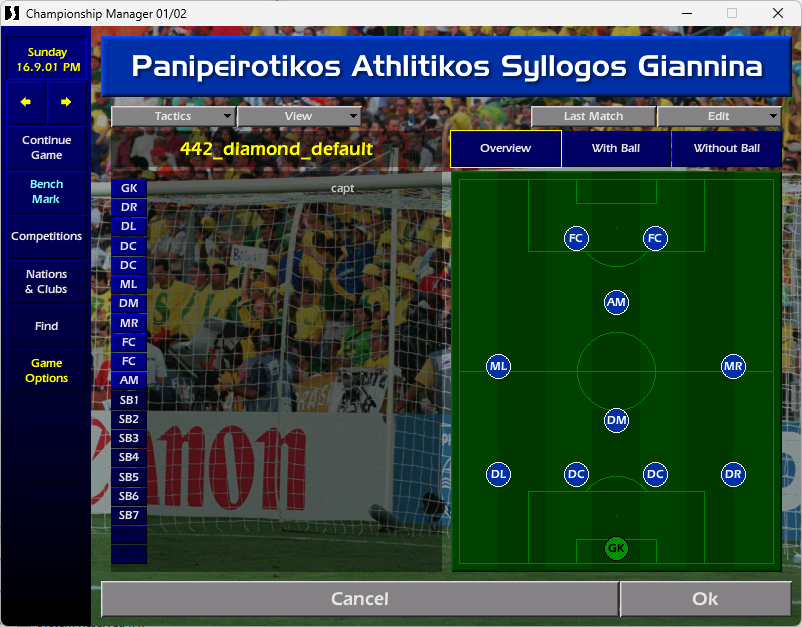 Championship Manager 01/02
Sunday
16.9.01 PM
Continue
Game
Bench
Mark
Competitions
Nations
& Clubs
Find
Game
Options
Panipeirotikos Athlitikos Syllogos Giannina
Tactics
View
Last Match
Edit
442_diamond_default
Overview
With Ball
Without Ball
GK
capt
DR
DL
DC
DC
ML
DM
MR
FC
FC
AM
SB1
SB2
SB3
SB4
SB5
SB6
SB7
FC
FC
AM
ML
MR
DM
DL
DC
DC
DR
GK
Cancel
Ok